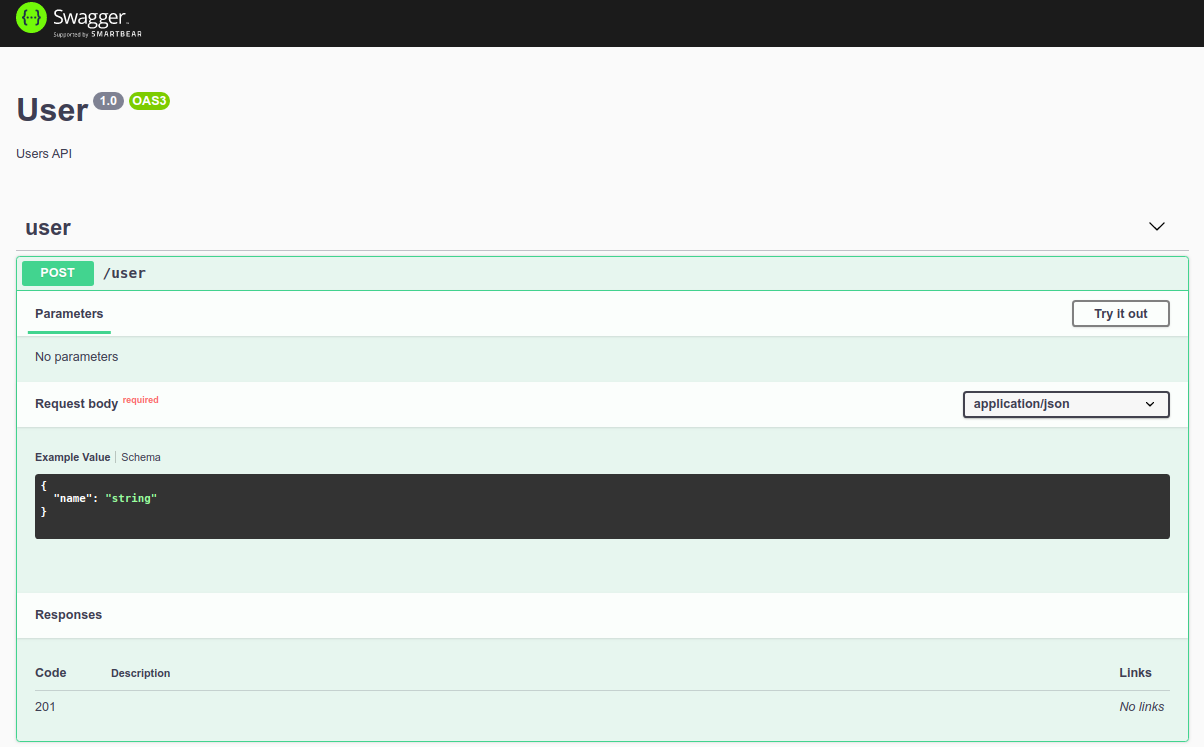 Swagger
Supported by SMARTBEAR
User 1.0 OAS3
Users API
user
POST /user
Parameters Try it out
No parameters
Request body required application/json
Example Value Schema
{
"name": "string"
}
Responses
Code Description Links
201 No links